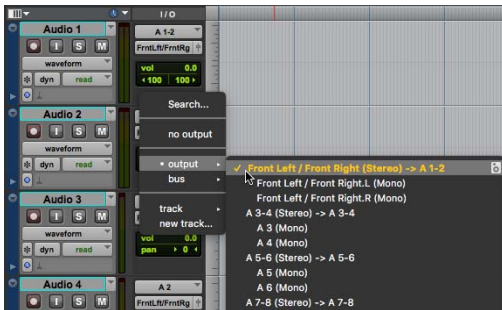 I / O
Audio 1
A 1-2
I S M
FrntLft/FrntRg
waveform
vol 0.0
dyn read
100 100
Audio 2
Search...
I S M
no output
waveform
dyn read
output
✓ Front Left / Front Right (Stereo) -> A 1-2
bus
Front Left / Front Right.L (Mono)
Audio 3
Front Left / Front Right.R (Mono)
track
A 3-4 (Stereo) -> A 3-4
I S M
new track...
A 3 (Mono)
waveform
vol 0.0
A 4 (Mono)
dyn read
pan 0
A 5-6 (Stereo) -> A 5-6
A 5 (Mono)
Audio 4
A 2
A 6 (Mono)
I S M
FrntLft/FrntRg
A 7-8 (Stereo) -> A 7-8